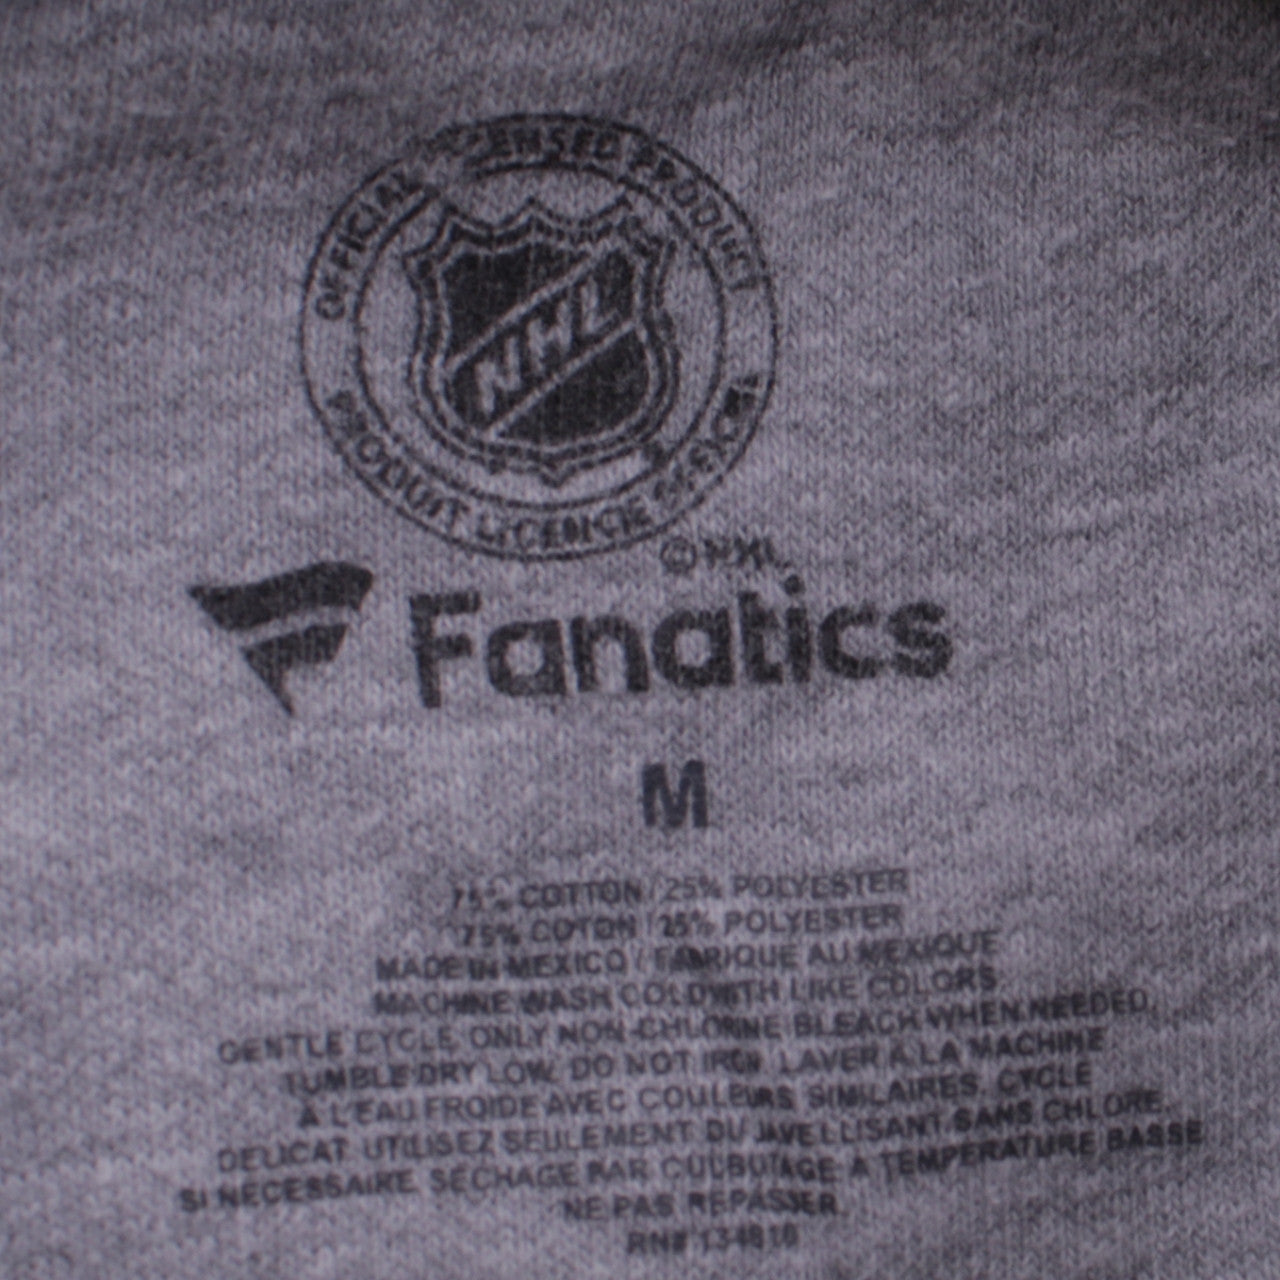 OFFICIAL LICENSED PRODUCT
NHL
PRODUIT LICENCIÉ OFFICIEL
© NHL
Fanatics
M
75% COTTON / 25% POLYESTER
75% COTON / 25% POLYESTER
MADE IN MEXICO / FABRIQUE AU MEXIQUE
MACHINE WASH COLD WITH LIKE COLORS
GENTLE CYCLE, ONLY NON-CHLORINE BLEACH WHEN NEEDED,
TUMBLE DRY LOW. DO NOT IRON. LAVER À LA MACHINE
À L'EAU FROIDE AVEC COULEURS SIMILAIRES, CYCLE
DELICAT. UTILISEZ SEULEMENT DU JAVELLISANT SANS CHLORE,
SI NÉCESSAIRE. SÉCHAGE PAR CULBUTAGE À TEMPÉRATURE BASSE
NE PAS REPASSER.
RN#